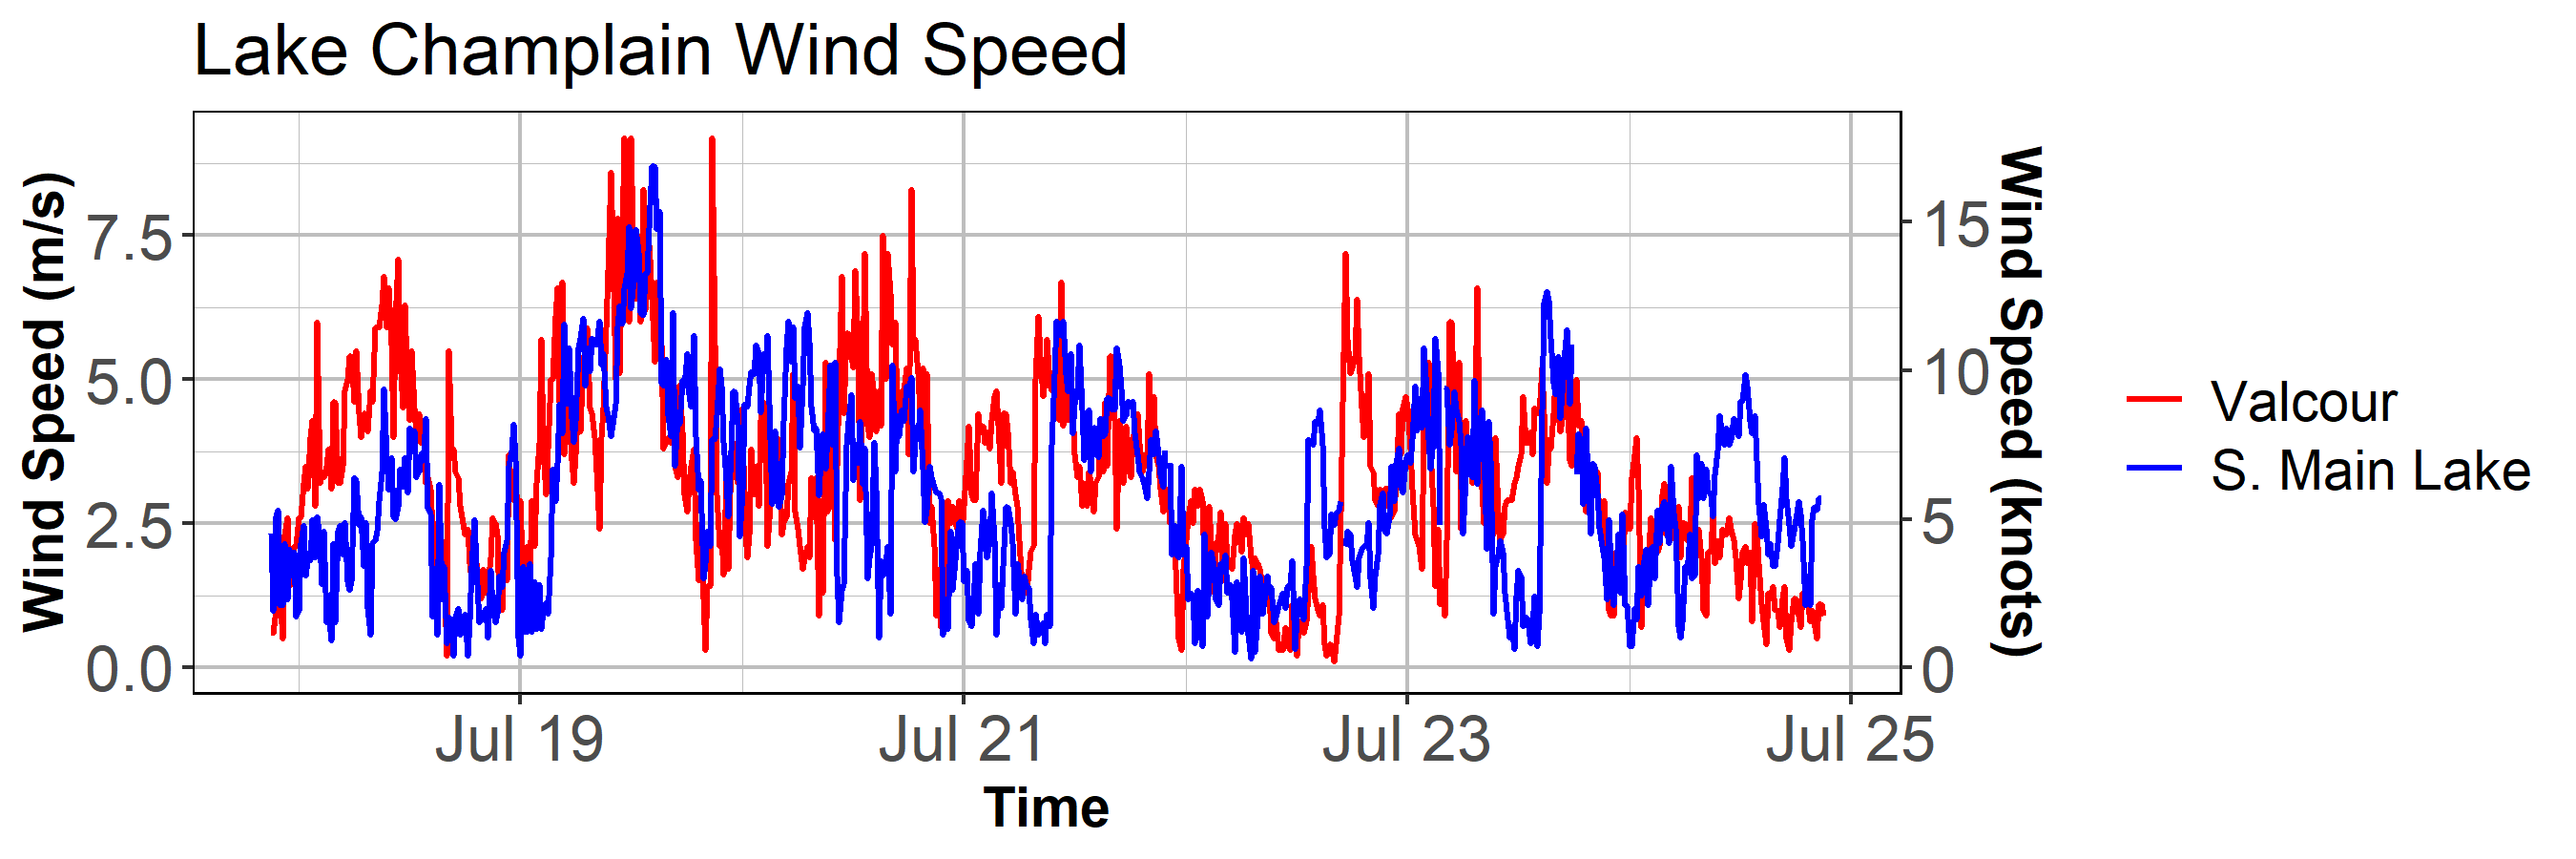 Lake Champlain Wind Speed
Wind Speed (m/s)
7.5
5.0
2.5
0.0
15
10
5
0
Wind Speed (knots)
Jul 19
Jul 21
Jul 23
Jul 25
Time
Valcour
S. Main Lake